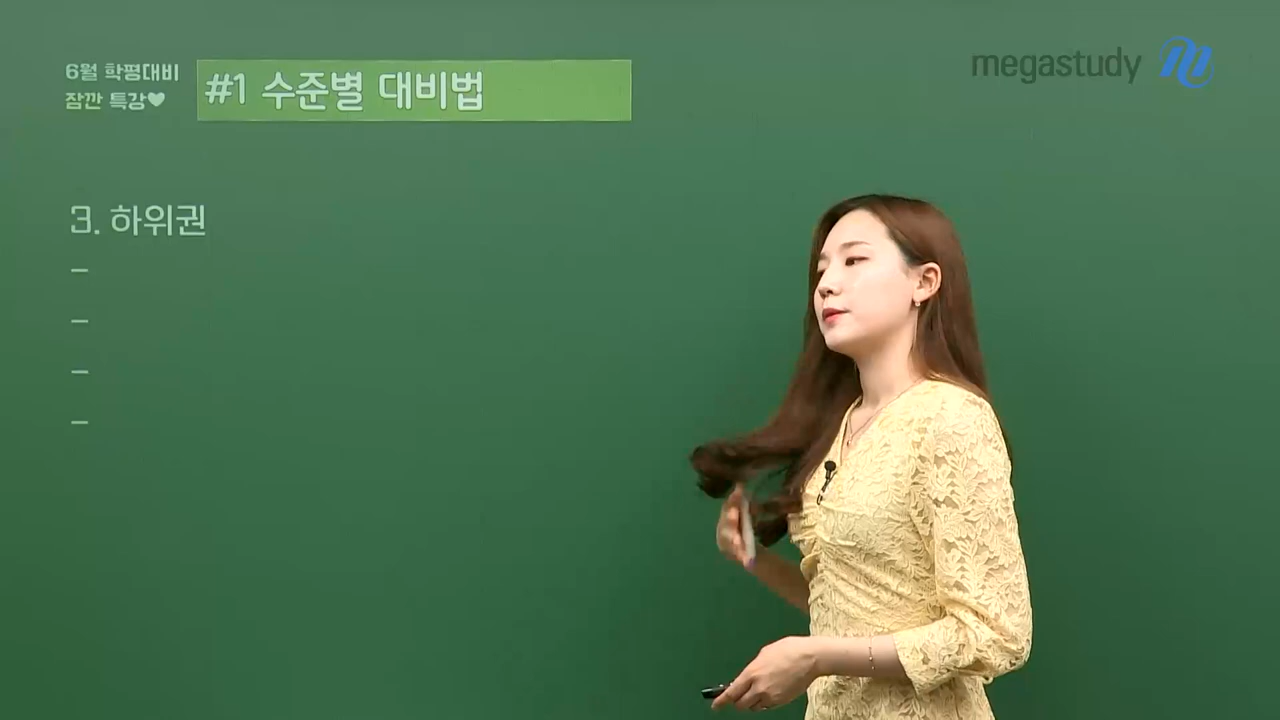 6월 학평대비
잠깐 특강♥
#1 수준별 대비법
megastudy
3. 하위권
–
–
–
–